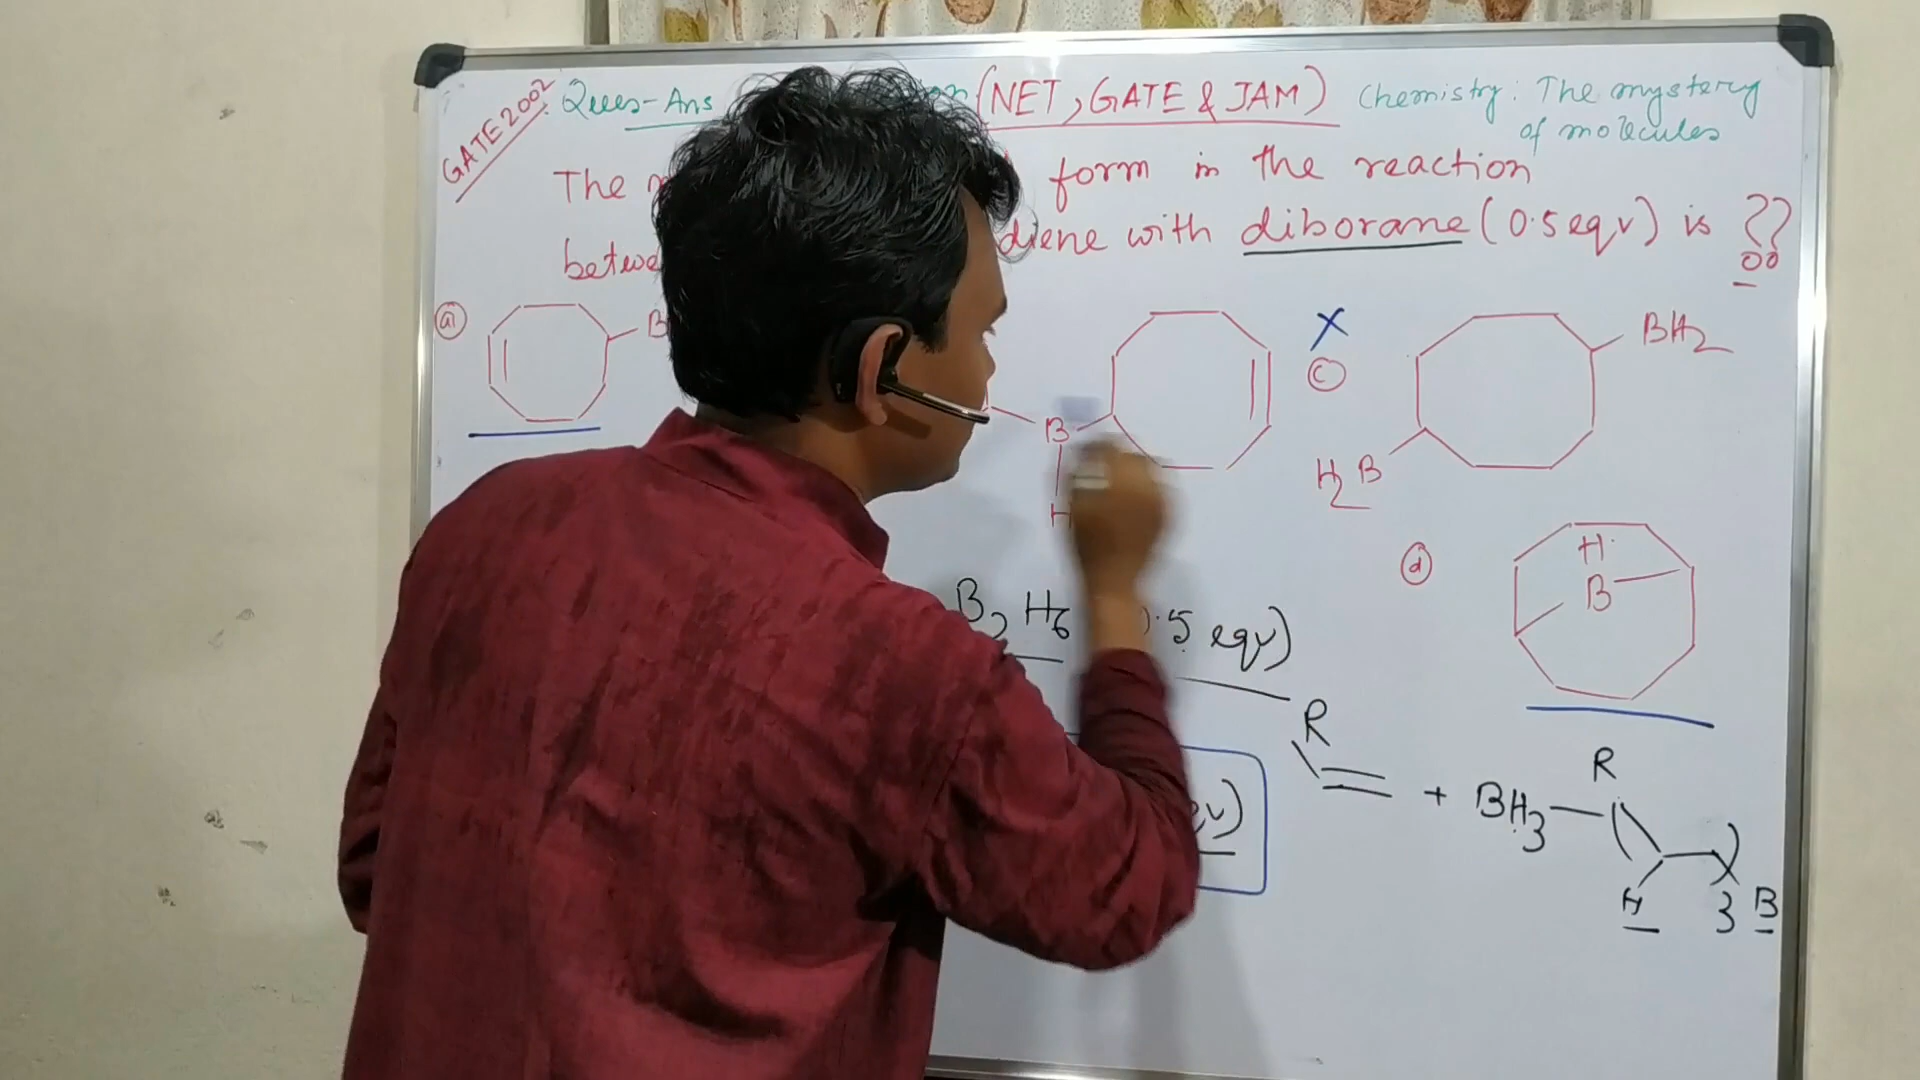 GATE 2002
Ques-Ans (NET, GATE & JAM) Chemistry: The mystery
of molecules
The form in the reaction
diene with diborane (0.5 eqv) is ??
(a)
B
B
H
X
(c)
BH2
H2B
(d)
H
B
B2H6 0.5 eqv)
R
+ BH3
R
H
3 B